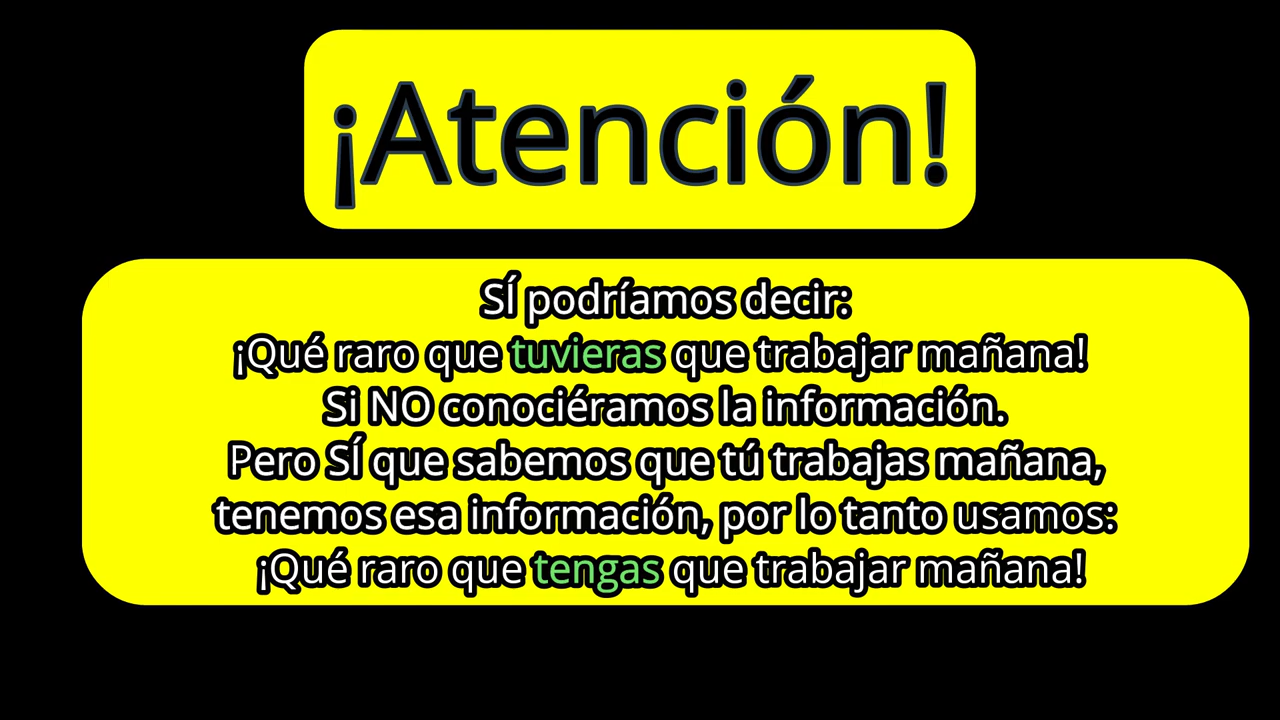 ¡Atención!
SÍ podríamos decir:
¡Qué raro que tuvieras que trabajar mañana!
Si NO conociéramos la información.
Pero SÍ que sabemos que tú trabajas mañana,
tenemos esa información, por lo tanto usamos:
¡Qué raro que tengas que trabajar mañana!